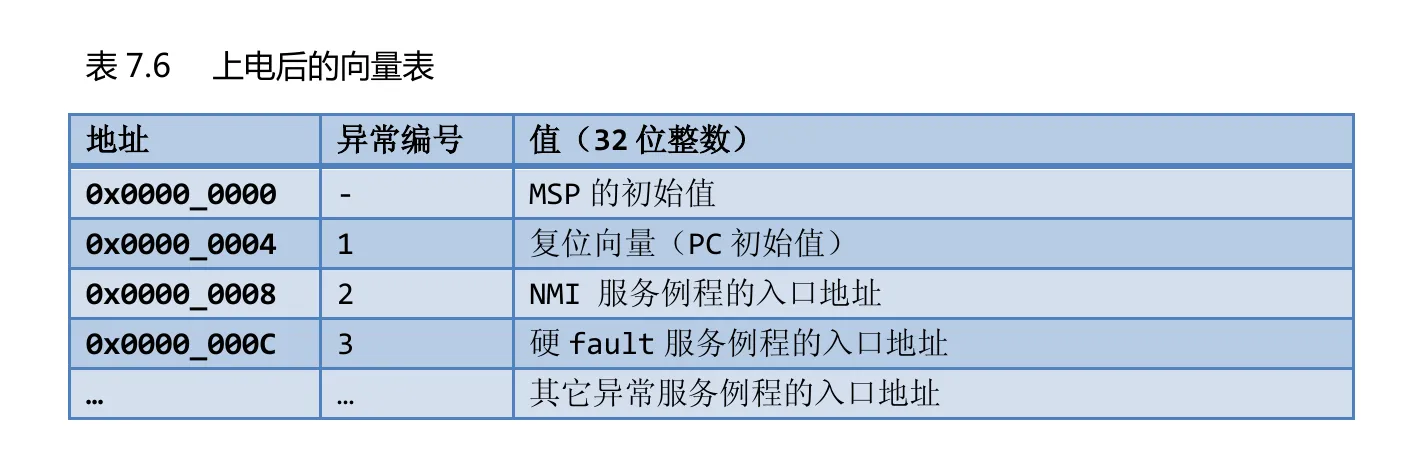 表 7.6 上电后的向量表
地址 异常编号 值（32 位整数）
0x0000_0000 - MSP 的初始值
0x0000_0004 1 复位向量（PC 初始值）
0x0000_0008 2 NMI 服务例程的入口地址
0x0000_000C 3 硬 fault 服务例程的入口地址
… … 其它异常服务例程的入口地址